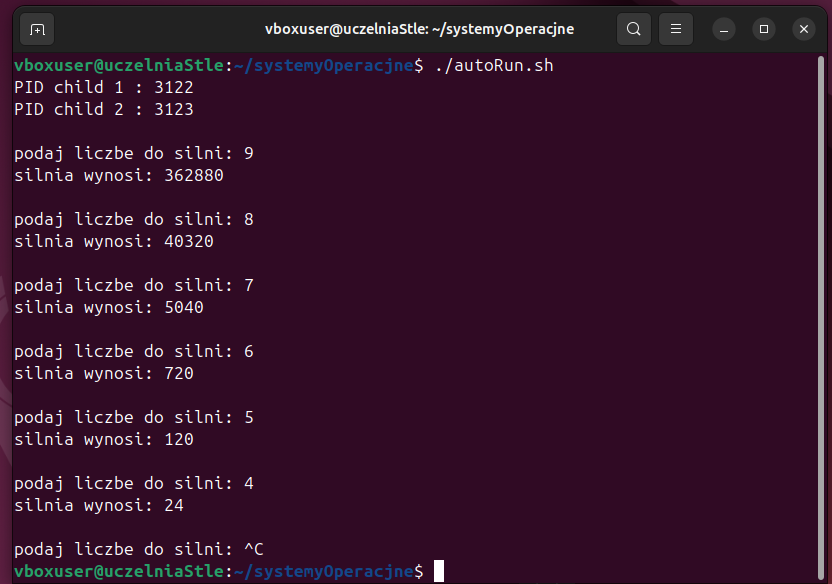 vboxuser@uczelniaStle: ~/systemyOperacjne
vboxuser@uczelniaStle:~/systemyOperacjne$ ./autoRun.sh
PID child 1 : 3122
PID child 2 : 3123
podaj liczbe do silni: 9
silnia wynosi: 362880
podaj liczbe do silni: 8
silnia wynosi: 40320
podaj liczbe do silni: 7
silnia wynosi: 5040
podaj liczbe do silni: 6
silnia wynosi: 720
podaj liczbe do silni: 5
silnia wynosi: 120
podaj liczbe do silni: 4
silnia wynosi: 24
podaj liczbe do silni: ^C
vboxuser@uczelniaStle:~/systemyOperacjne$